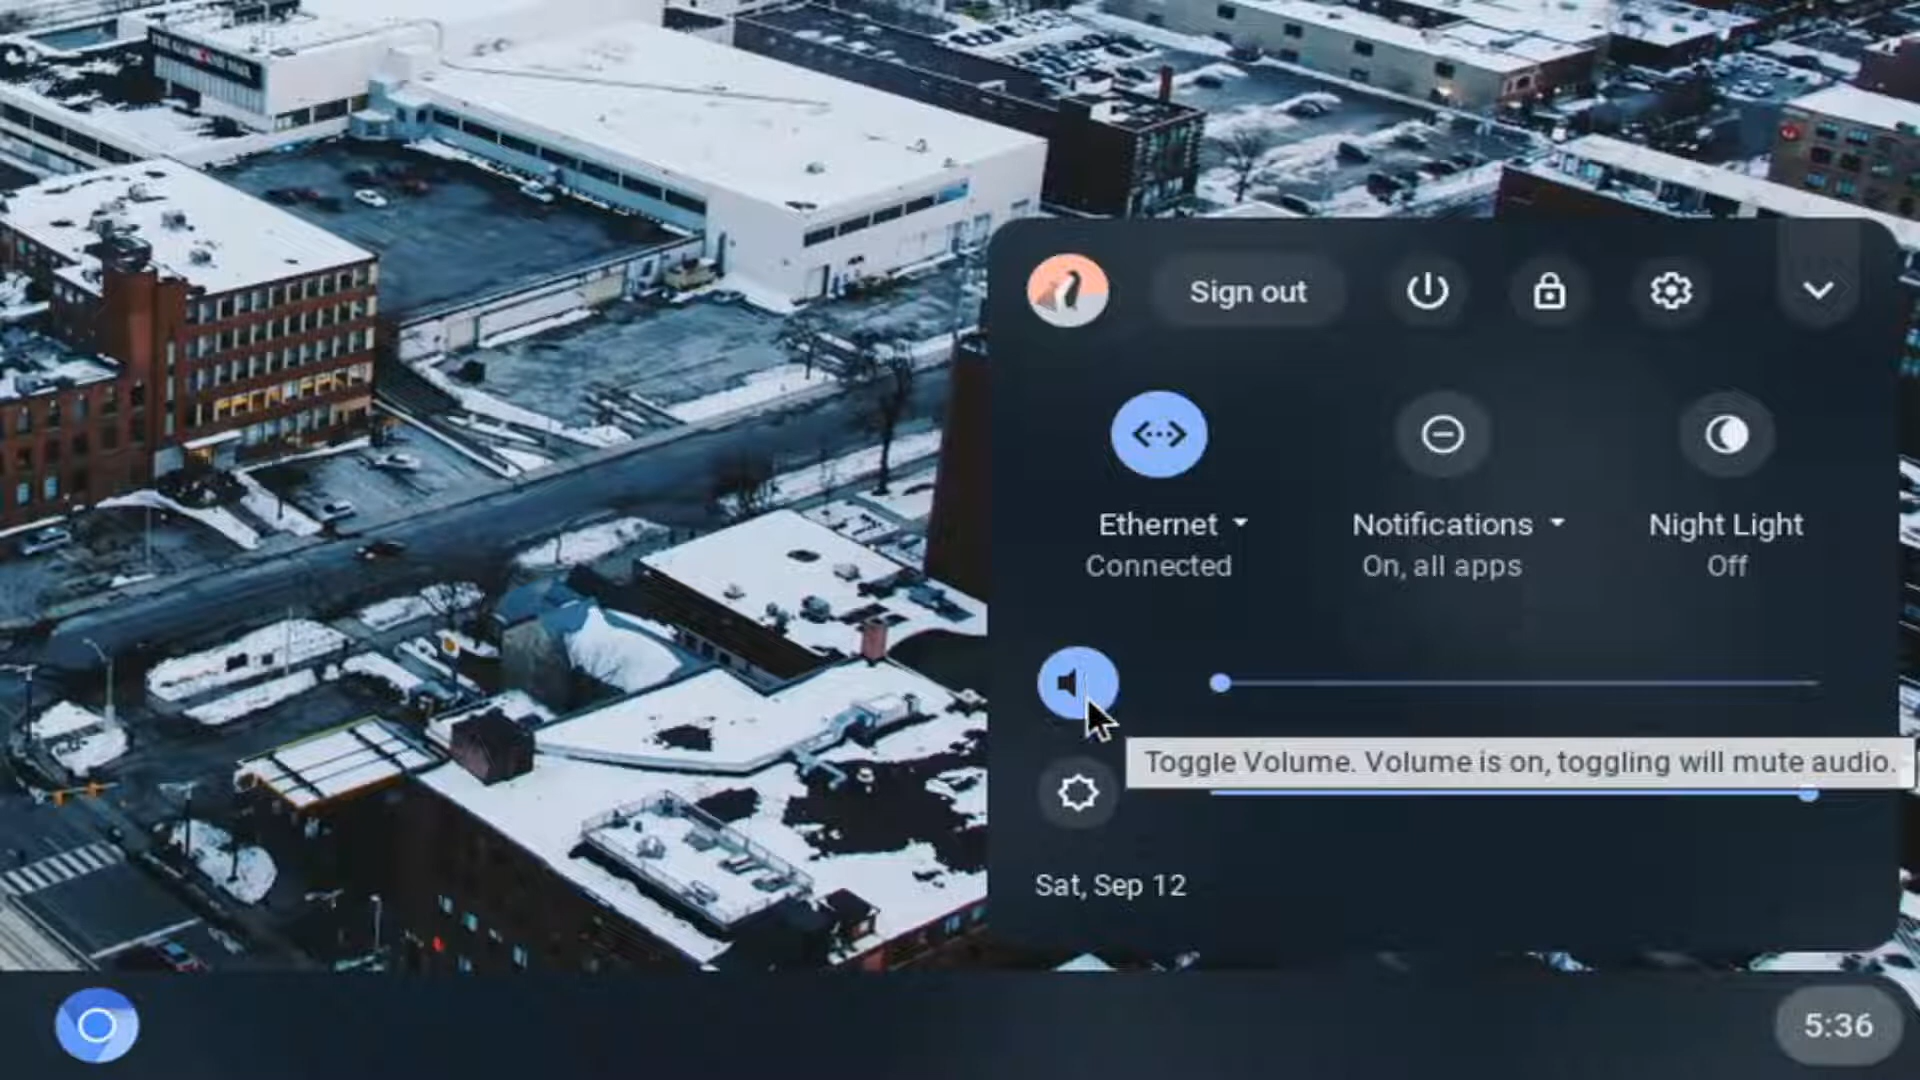 Sign out
Ethernet
Connected
Notifications
On, all apps
Night Light
Off
Toggle Volume. Volume is on, toggling will mute audio.
Sat, Sep 12
5:36